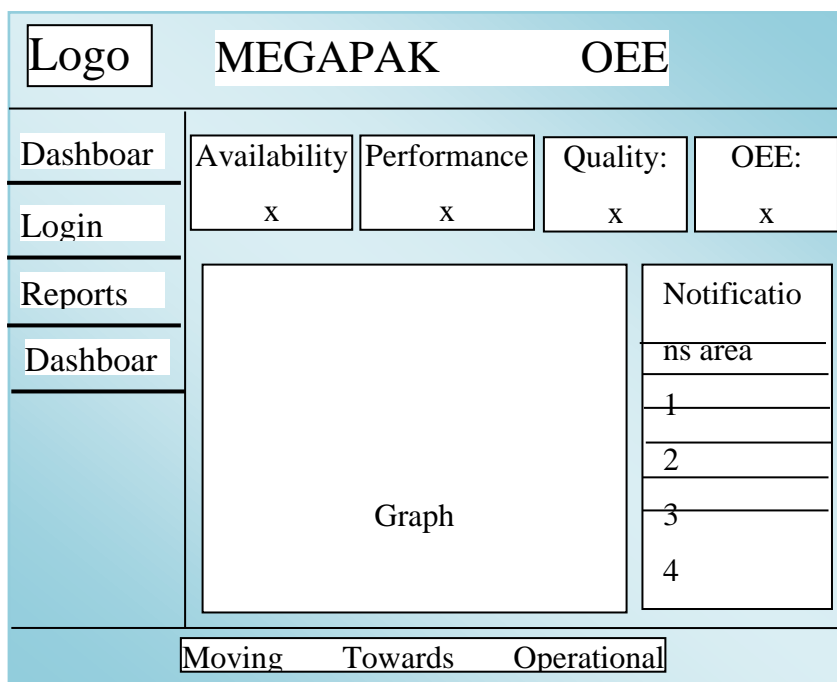 Logo
MEGAPAK OEE
Dashboar
Login
Reports
Dashboar
Availability
x
Performance
x
Quality:
x
OEE:
x
Graph
Notificatio
ns area
1
2
3
4
Moving Towards Operational